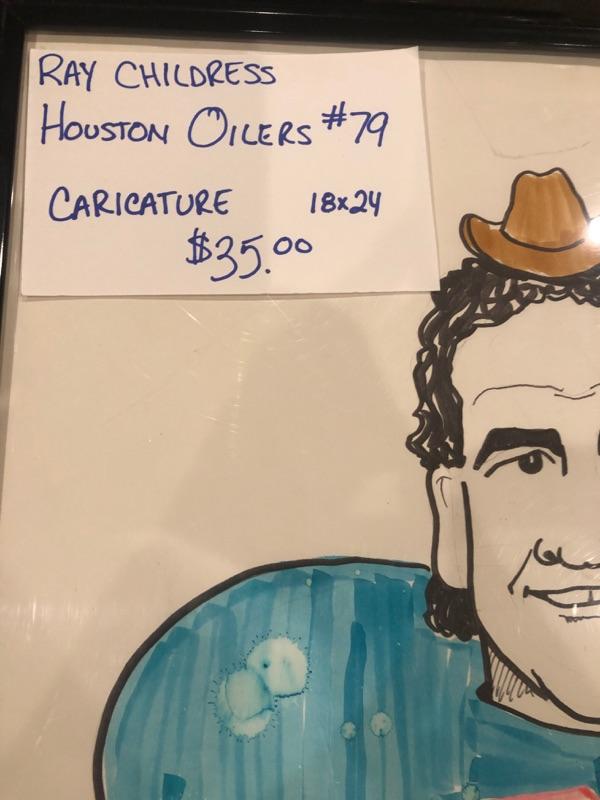 RAY CHILDRESS
HOUSTON OILERS #79
CARICATURE 18x24
$35.00